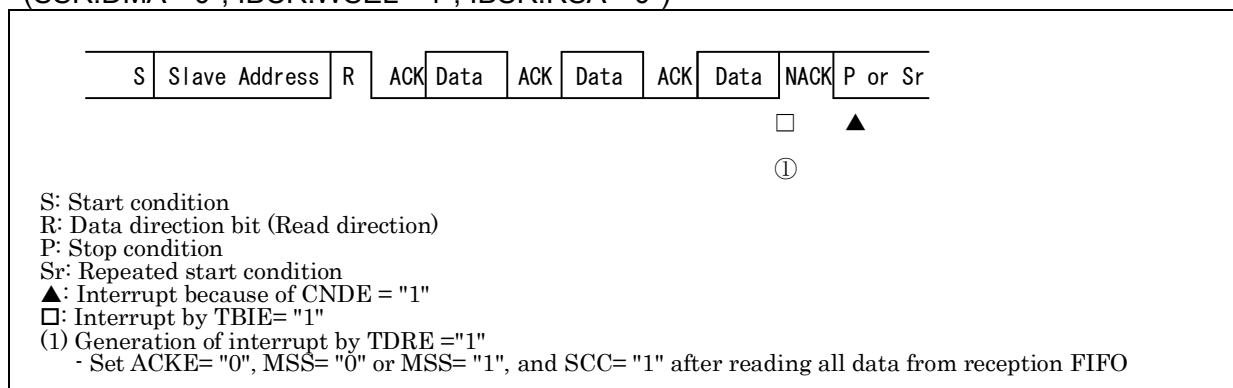 S Slave Address R ACK Data ACK Data ACK Data NACK P or Sr
□ ▲
①
S: Start condition
R: Data direction bit (Read direction)
P: Stop condition
Sr: Repeated start condition
▲: Interrupt because of CNDE = "1"
□: Interrupt by TBIE= "1"
(1) Generation of interrupt by TDRE ="1"
- Set ACKE= "0", MSS= "0" or MSS= "1", and SCC= "1" after reading all data from reception FIFO